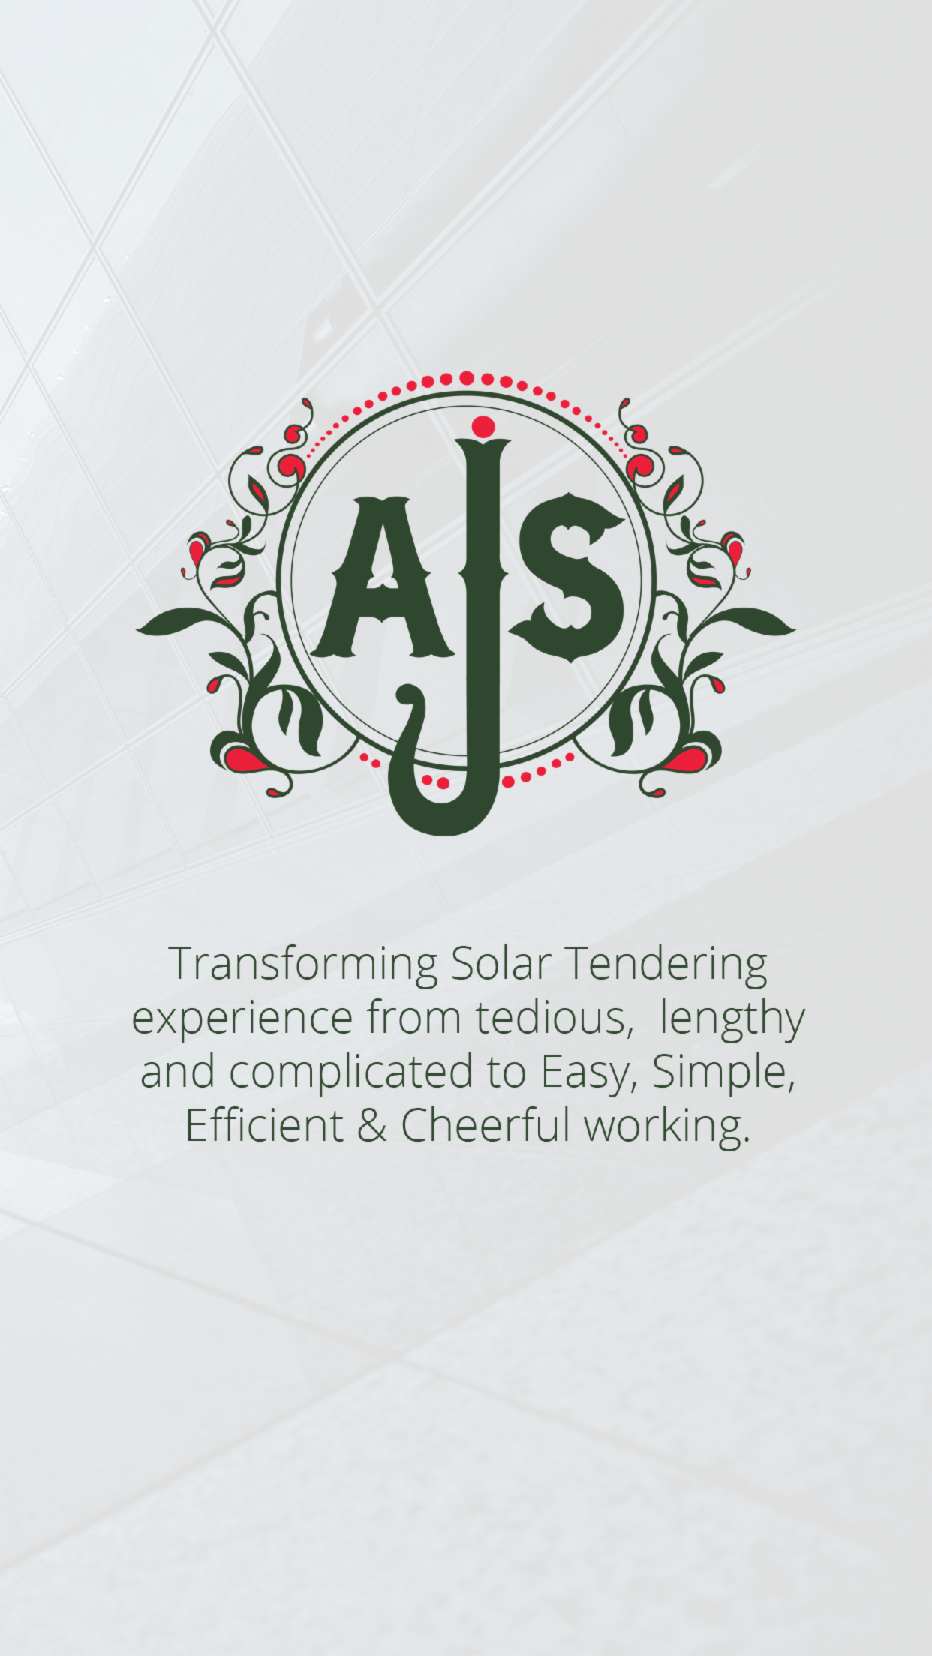 AJS
Transforming Solar Tendering
experience from tedious,  lengthy
and complicated to Easy, Simple,
Efficient & Cheerful working.